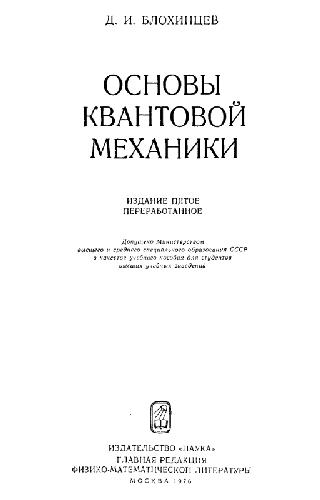 Д. И. БЛОХИНЦЕВ
ОСНОВЫ
КВАНТОВОЙ
МЕХАНИКИ
ИЗДАНИЕ ПЯТОЕ
ПЕРЕРАБОТАННОЕ
Допущено Министерством
высшего и среднего специального образования СССР
в качестве учебного пособия для студентов
высших учебных заведений
ИЗДАТЕЛЬСТВО «НАУКА»
ГЛАВНАЯ РЕДАКЦИЯ
ФИЗИКО-МАТЕМАТИЧЕСКОЙ ЛИТЕРАТУРЫ
МОСКВА 1976